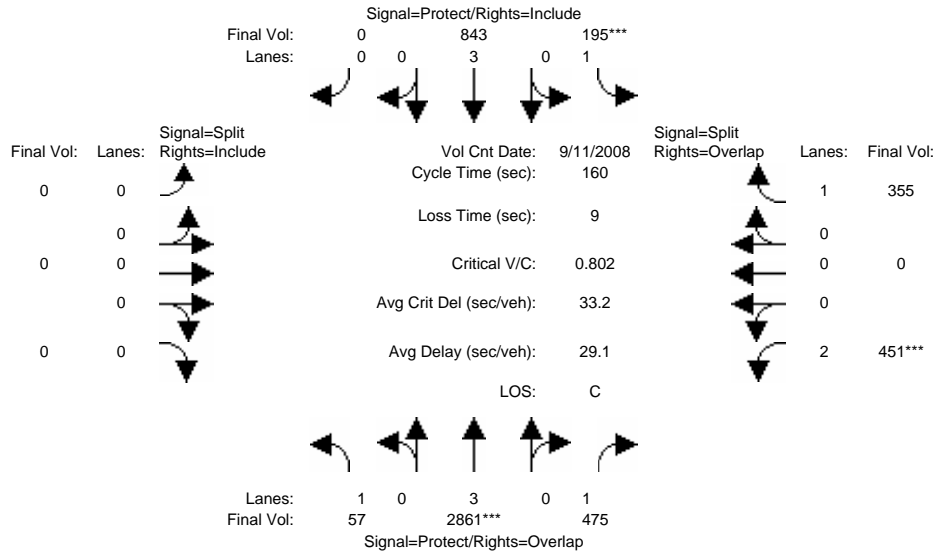 Signal=Protect/Rights=Include
Final Vol: 0 843 195***
Lanes: 0 0 3 0 1
Signal=Split Signal=Split
Final Vol: Lanes: Rights=Include Vol Cnt Date: 9/11/2008 Rights=Overlap Lanes: Final Vol:
Cycle Time (sec): 160
0 0 1 355
Loss Time (sec): 9
0 0
0 0 Critical V/C: 0.802 0 0
0 Avg Crit Del (sec/veh): 33.2 0
0 0 Avg Delay (sec/veh): 29.1 2 451***
LOS: C
Lanes: 1 0 3 0 1
Final Vol: 57 2861*** 475
Signal=Protect/Rights=Overlap